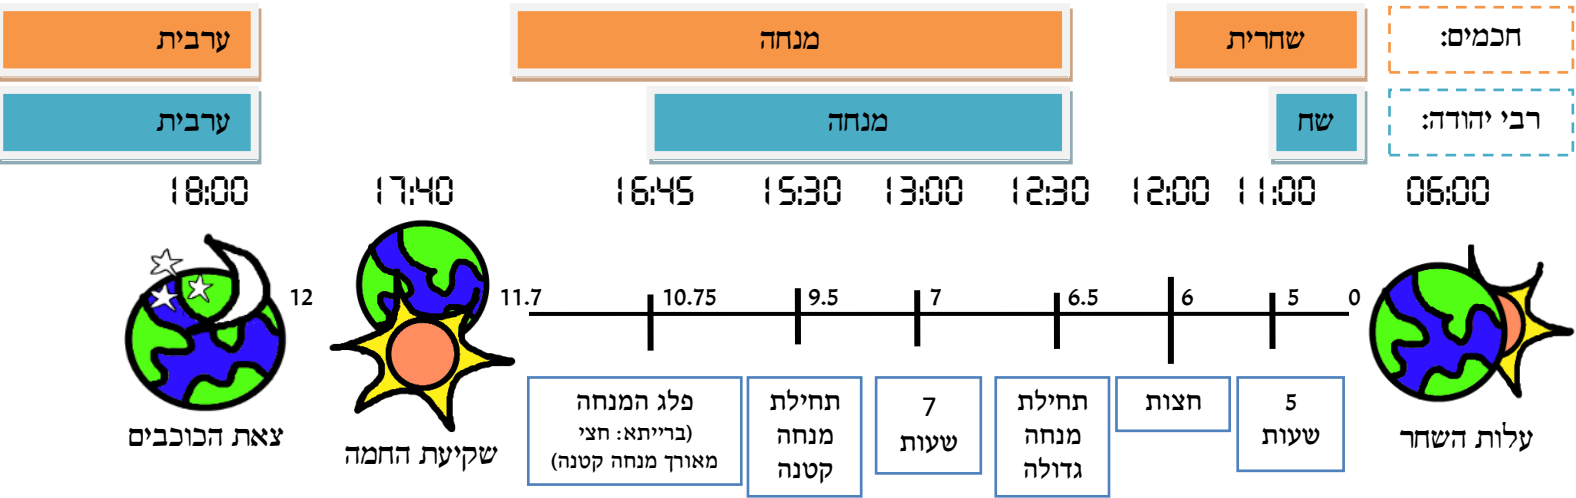 חכמים:
שחרית
מנחה
ערבית
רבי יהודה:
שח
מנחה
ערבית
06:00
11:00
12:00
12:30
13:00
15:30
16:45
17:40
18:00
0
5
6
6.5
7
9.5
10.75
11.7
12
עלות השחר
5
שעות
חצות
תחילת
מנחה
גדולה
7
שעות
תחילת
מנחה
קטנה
פלג המנחה
(ברייתא: חצי
מאורך מנחה קטנה)
שקיעת החמה
צאת הכוכבים